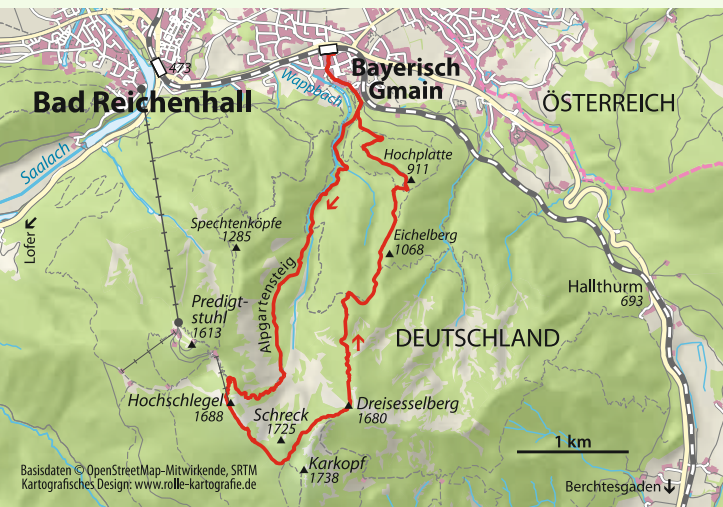 473
Bayerisch
Gmain
Wappbach
Bad Reichenhall
ÖSTERREICH
Saalach
Hochplatte
911
Spechtenköpfe
1285
Eichelberg
1068
Lofer
Alpgartensteig
Hallthurm
693
Predigt-
stuhl
1613
DEUTSCHLAND
Hochschlegel
1688
Schreck
1725
Dreisesselberg
1680
Karkopf
1738
1 km
Basisdaten © OpenStreetMap-Mitwirkende, SRTM
Kartografisches Design: www.rolle-kartografie.de
Berchtesgaden